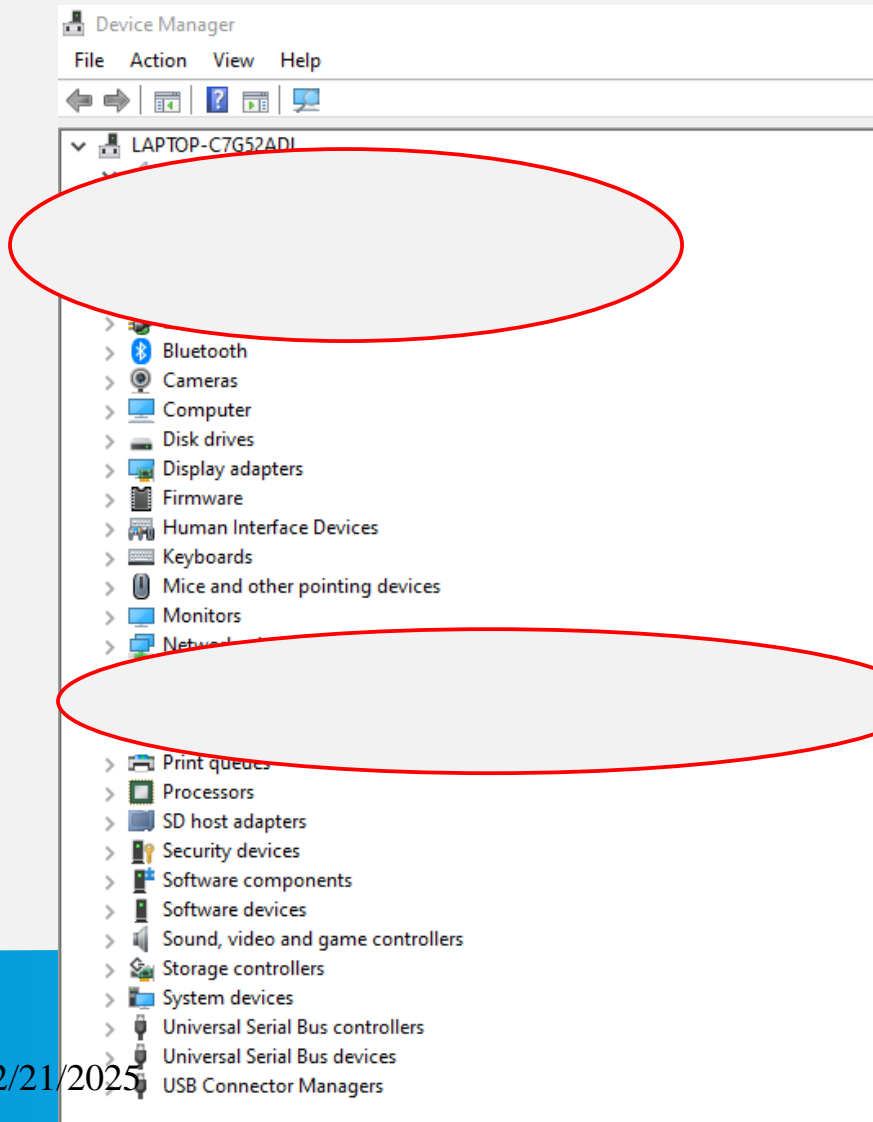 Device Manager
File Action View Help
LAPTOP-C7G52ADL
Bluetooth
Cameras
Computer
Disk drives
Display adapters
Firmware
Human Interface Devices
Keyboards
Mice and other pointing devices
Monitors
Print queues
Processors
SD host adapters
Security devices
Software components
Software devices
Sound, video and game controllers
Storage controllers
System devices
Universal Serial Bus controllers
Universal Serial Bus devices
2/21/2025
USB Connector Managers